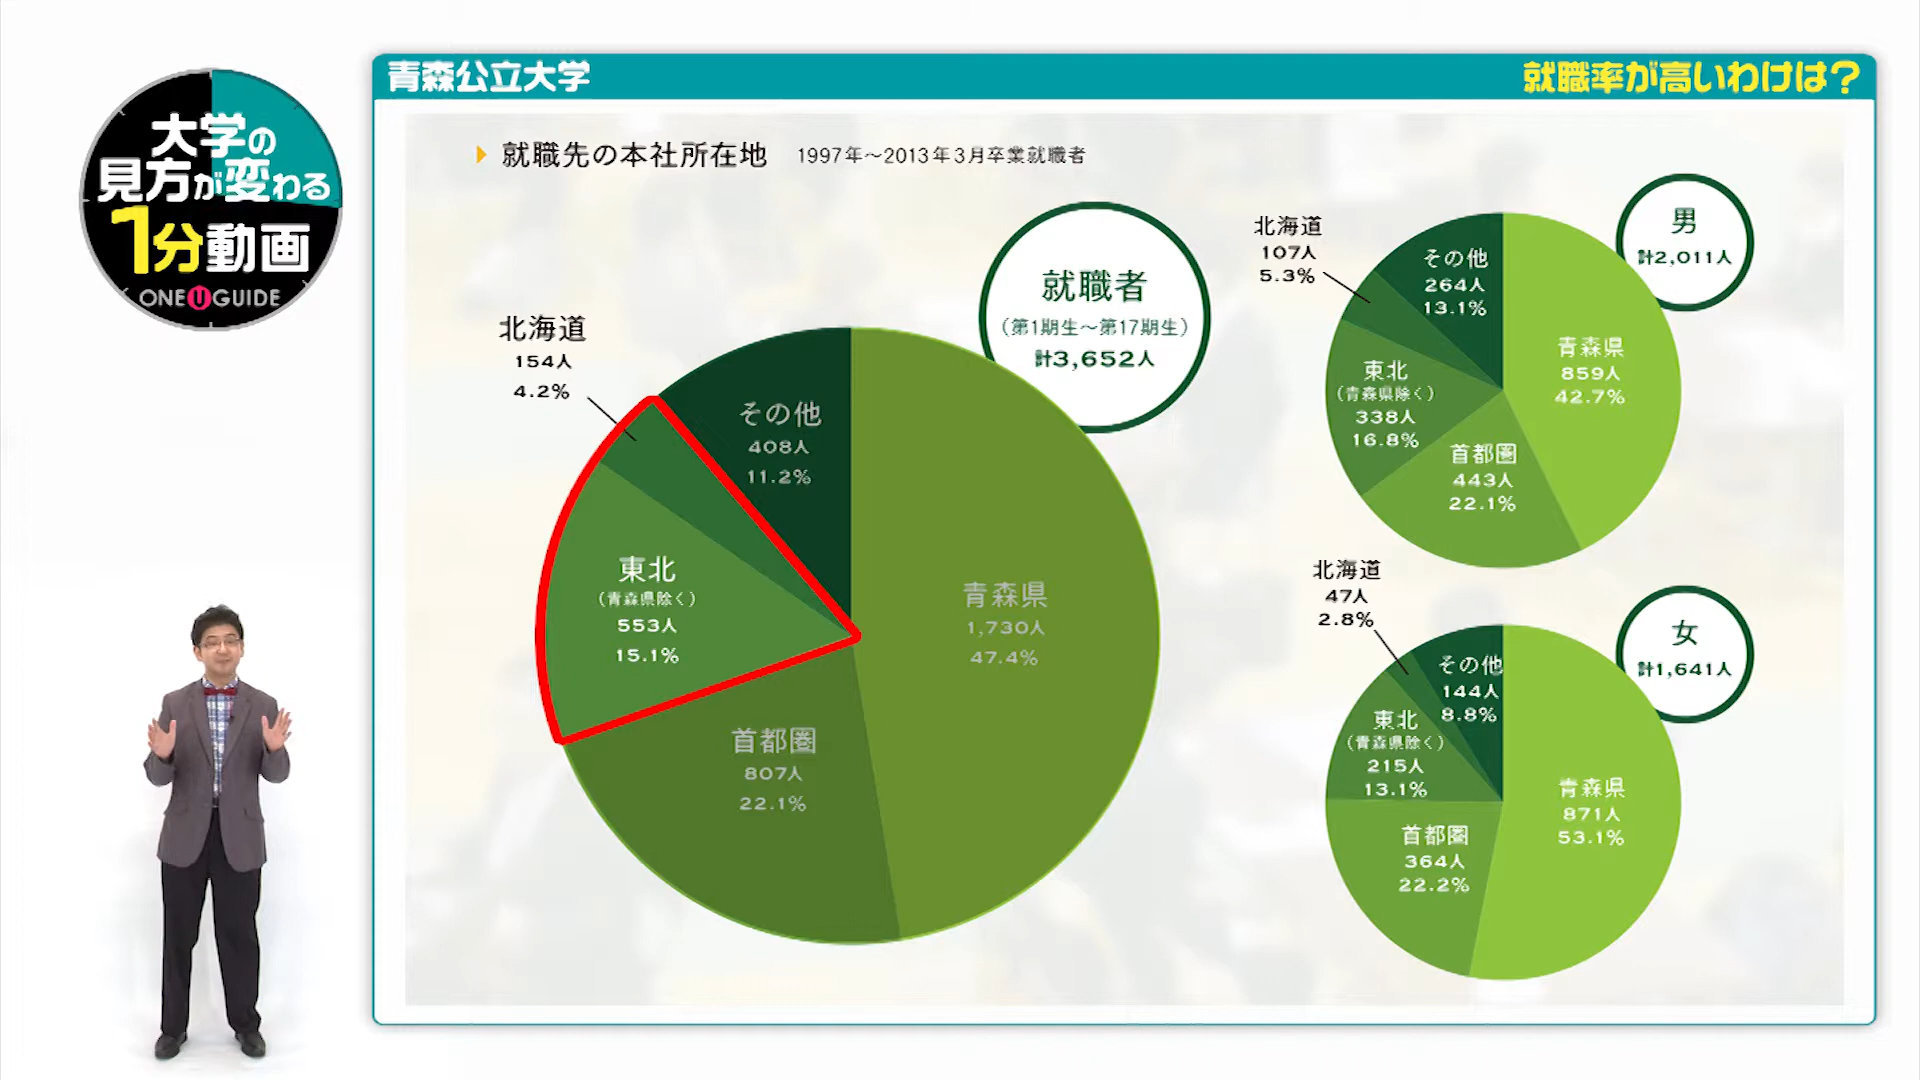 大学の
見方が変わる
1分動画
ONE U GUIDE
青森公立大学
就職率が高いわけは?
就職先の本社所在地 1997年～2013年3月卒業就職者
就職者
(第1期生～第17期生)
計3,652人
北海道
154人
4.2%
その他
408人
11.2%
東北
(青森県除く)
553人
15.1%
青森県
1,730人
47.4%
首都圏
807人
22.1%
男
計2,011人
北海道
107人
5.3%
その他
264人
13.1%
青森県
859人
42.7%
東北
(青森県除く)
338人
16.8%
首都圏
443人
22.1%
女
計1,641人
北海道
47人
2.8%
その他
144人
8.8%
東北
(青森県除く)
215人
13.1%
青森県
871人
53.1%
首都圏
364人
22.2%